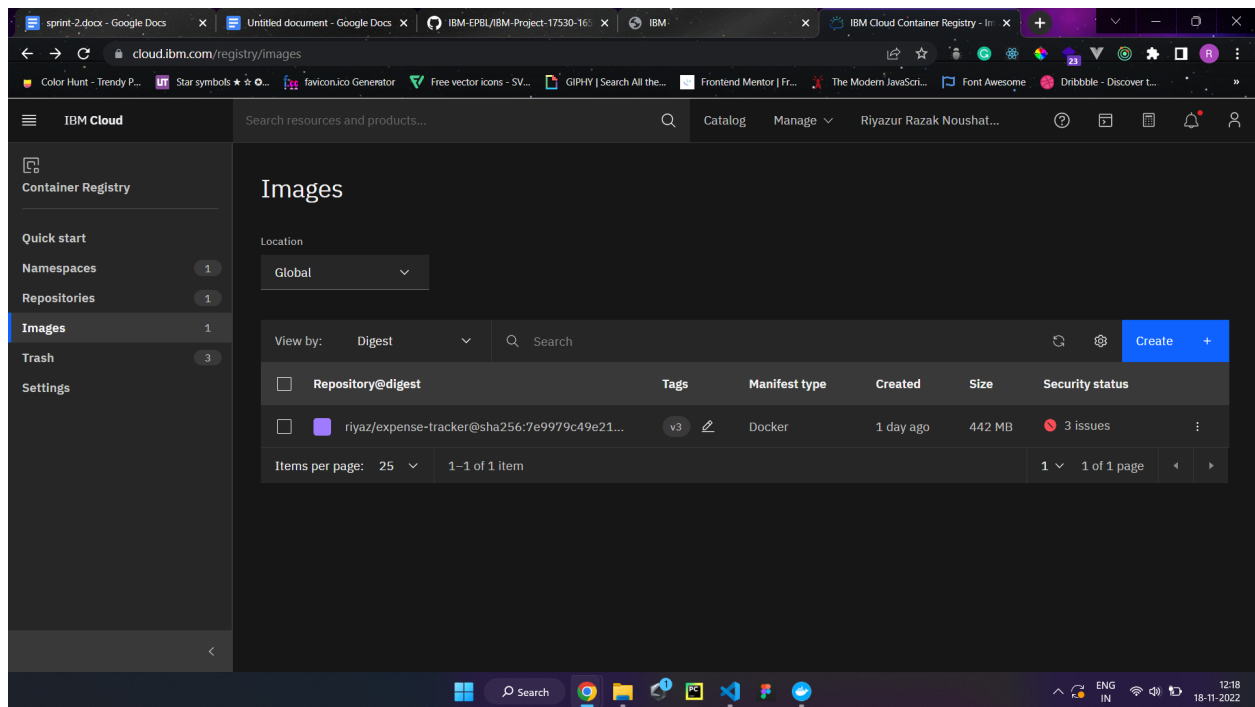 sprint-2.docx - Google Docs Untitled document - Google Docs IBM-EPBL/IBM-Project-17530-165 IBM IBM Cloud Container Registry - Im
cloud.ibm.com/registry/images
23 R
Color Hunt - Trendy P... UT Star symbols ★ ☆ ✪... favicon.ico Generator Free vector icons - SV... GIPHY | Search All the... Frontend Mentor | Fr... The Modern JavaScri... Font Awesome Dribbble - Discover t... »
IBM Cloud Search resources and products... Catalog Manage Riyazur Razak Noushat...
Container Registry
Images
Quick start
Location
Namespaces 1
Global
Repositories 1
Images 1
View by: Digest Search Create +
Trash 3
Repository@digest Tags Manifest type Created Size Security status
Settings
riyaz/expense-tracker@sha256:7e9979c49e21... v3 Docker 1 day ago 442 MB 3 issues
Items per page: 25 1–1 of 1 item 1 1 of 1 page
Search 1 PC ENG 12:18
IN 18-11-2022